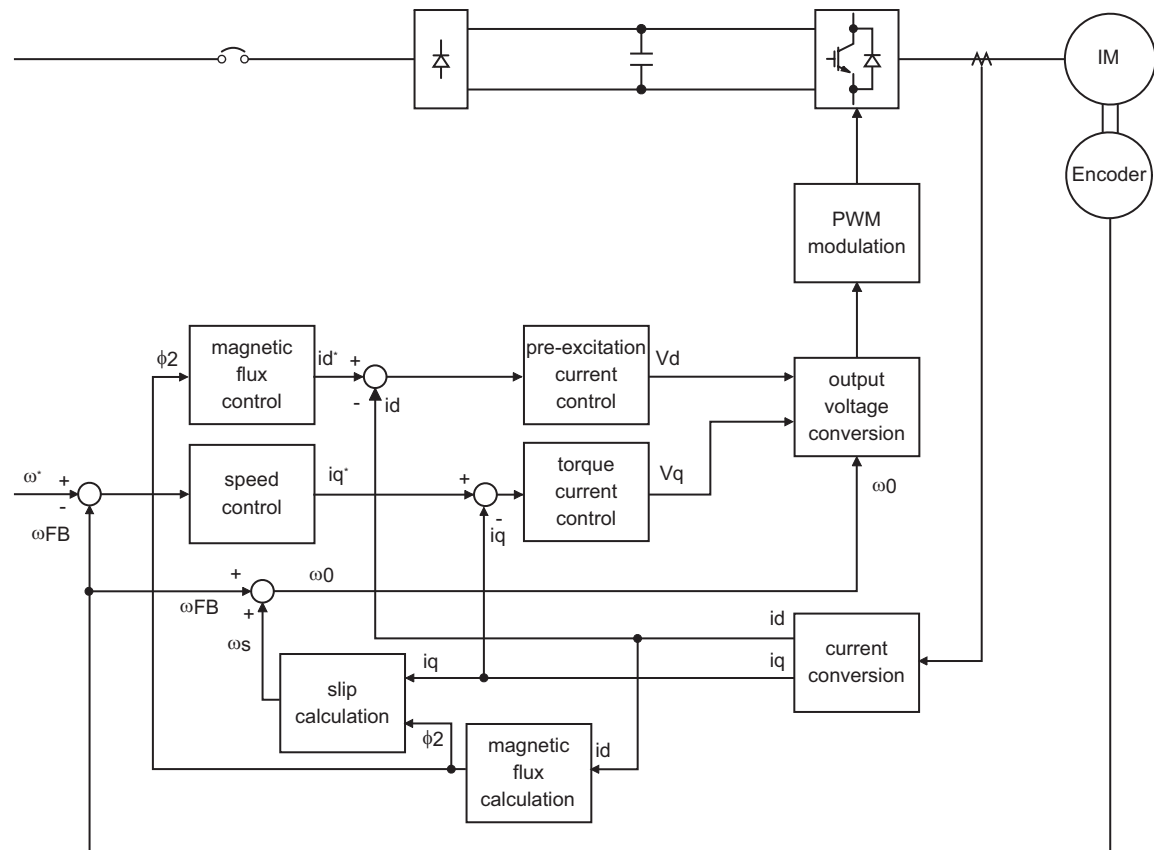 IM
Encoder
PWM
modulation
ϕ2
magnetic
flux
control
id*
+
-
id
pre-excitation
current
control
Vd
output
voltage
conversion
ω*
+
-
ωFB
speed
control
iq*
+
-
iq
torque
current
control
Vq
ω0
+
ωFB
+
ω0
ωs
slip
calculation
iq
ϕ2
id
iq
current
conversion
magnetic
flux
calculation
id